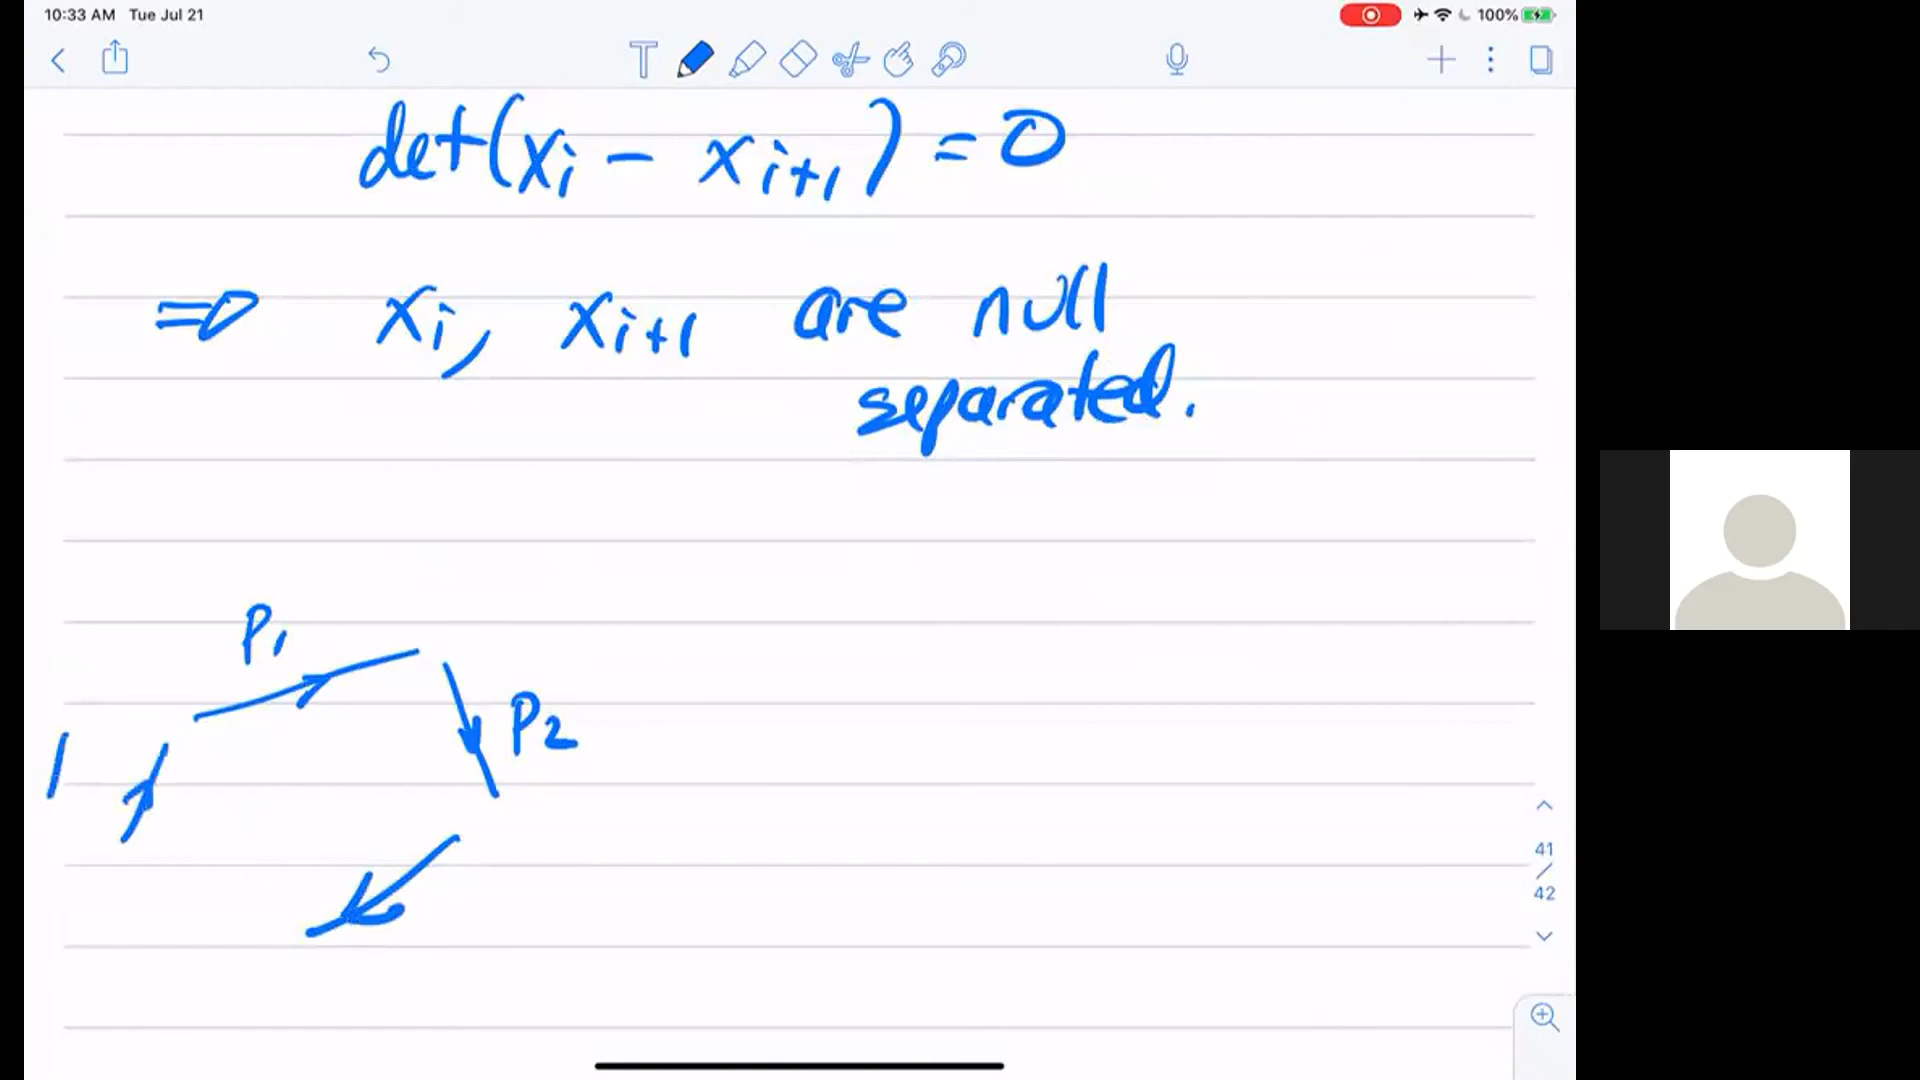 10:33 AM Tue Jul 21
100%
det(xi - xi+1) = 0
⇒ xi, xi+1 are null
separated.
P1
P2
41
/
42